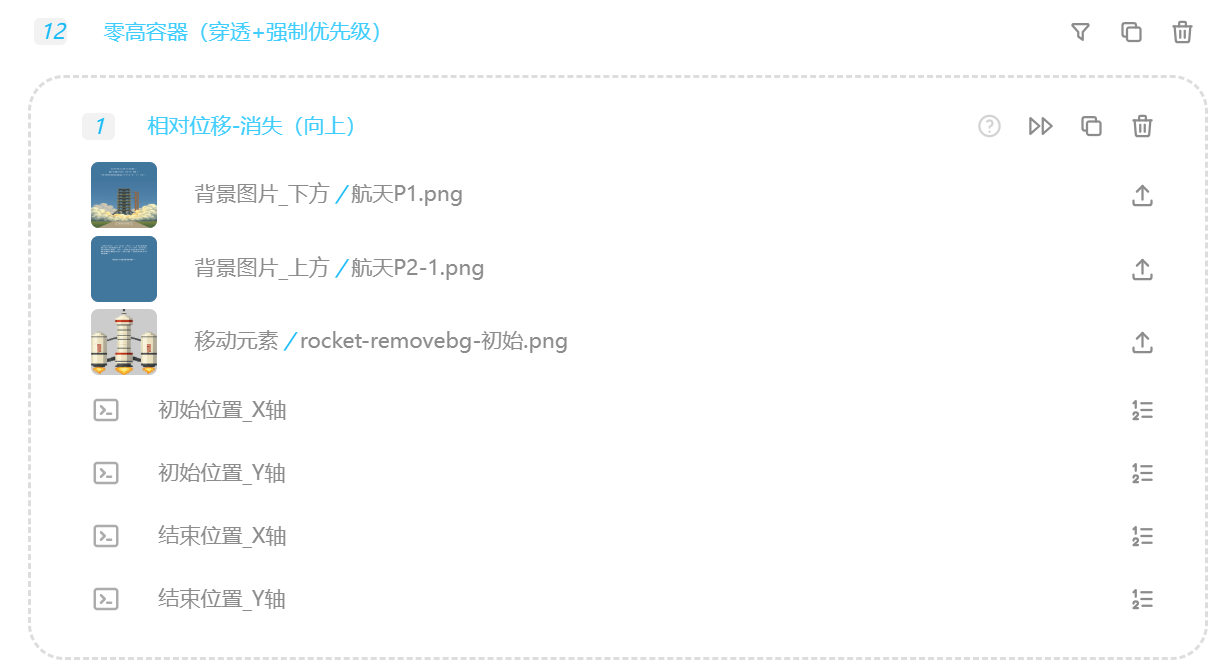 12 零高容器（穿透+强制优先级）
1 相对位移-消失（向上）
背景图片_下方/航天P1.png
背景图片_上方/航天P2-1.png
移动元素/rocket-removebg-初始.png
初始位置_X轴
初始位置_Y轴
结束位置_X轴
结束位置_Y轴